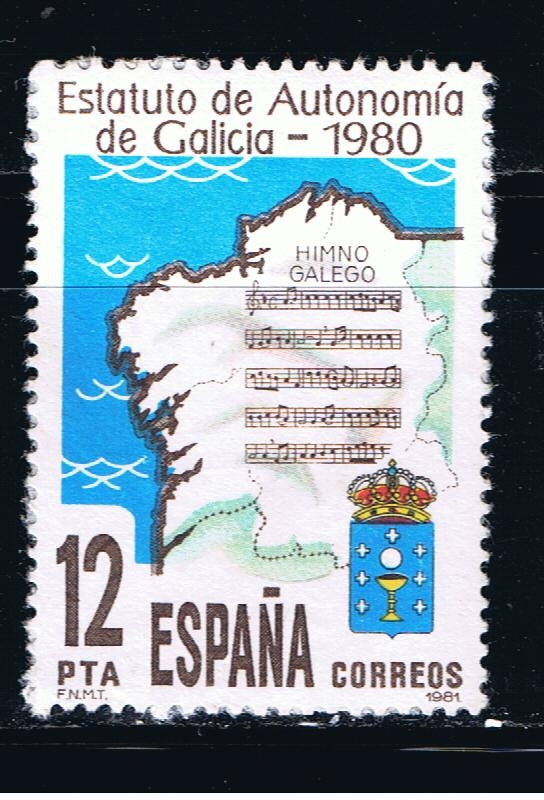 Estatuto de Autonomía
de Galicia - 1980
HIMNO
GALEGO
12
PTA
ESPAÑA
CORREOS
F.N.M.T.
1981